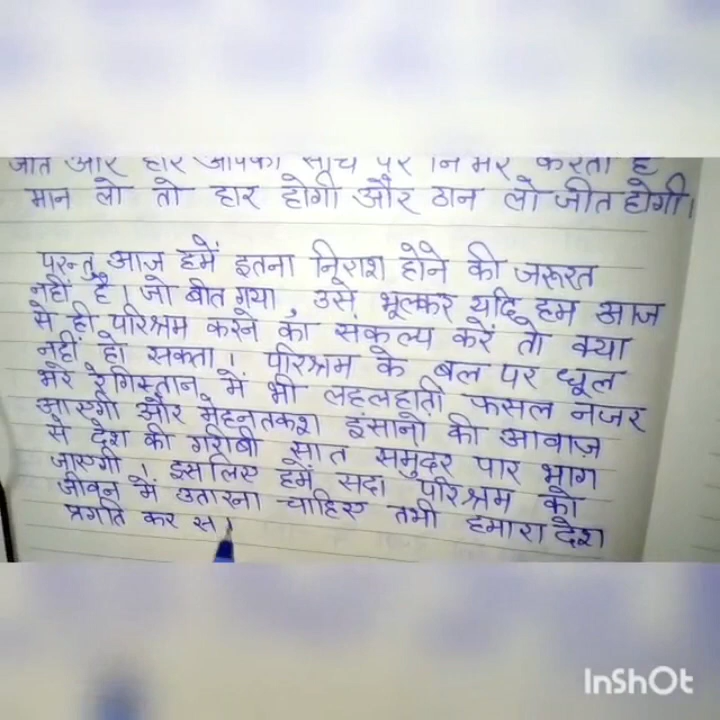 जीत और हार आपकी सोच पर निर्भर करती है
मान लो तो हार होगी और ठान लो जीत होगी।
परन्तु आज हमें इतना निराश होने की जरूरत
नहीं है। जो बीत गया, उसे भूलकर यदि हम आज
से ही परिश्रम करने का संकल्प करें तो क्या
नहीं हो सकता। परिश्रम के बल पर धूल
भरे रेगिस्तान में भी लहलहाती फसल नजर
आएगी और मेहनतकश इंसानो की आवाज़
से देश की गरीबी सात समुदर पार भाग
जाएगी। इसलिए हमें सदा परिश्रम को
जीवन में उतारना चाहिए तभी हमारा देश
प्रगति कर स
InShOt